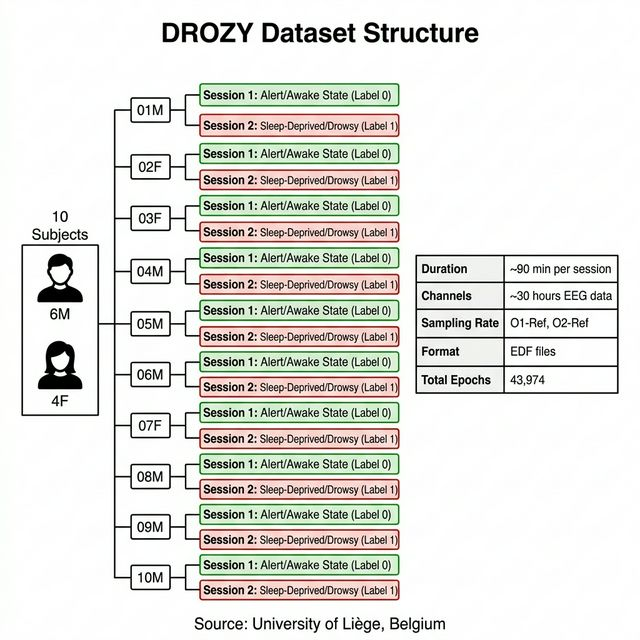 DROZY Dataset Structure
10
Subjects
6M
4F
01M
Session 1: Alert/Awake State (Label 0)
Session 2: Sleep-Deprived/Drowsy (Label 1)
02F
Session 1: Alert/Awake State (Label 0)
Session 2: Sleep-Deprived/Drowsy (Label 1)
03F
Session 1: Alert/Awake State (Label 0)
Session 2: Sleep-Deprived/Drowsy (Label 1)
04M
Session 1: Alert/Awake State (Label 0)
Session 2: Sleep-Deprived/Drowsy (Label 1)
05M
Session 1: Alert/Awake State (Label 0)
Session 2: Sleep-Deprived/Drowsy (Label 1)
06M
Session 1: Alert/Awake State (Label 0)
Session 2: Sleep-Deprived/Drowsy (Label 1)
07F
Session 1: Alert/Awake State (Label 0)
Session 2: Sleep-Deprived/Drowsy (Label 1)
08M
Session 1: Alert/Awake State (Label 0)
Session 2: Sleep-Deprived/Drowsy (Label 1)
09M
Session 1: Alert/Awake State (Label 0)
Session 2: Sleep-Deprived/Drowsy (Label 1)
10M
Session 1: Alert/Awake State (Label 0)
Session 2: Sleep-Deprived/Drowsy (Label 1)
Duration ~90 min per session
Channels ~30 hours EEG data
Sampling Rate O1-Ref, O2-Ref
Format EDF files
Total Epochs 43,974
Source: University of Liège, Belgium